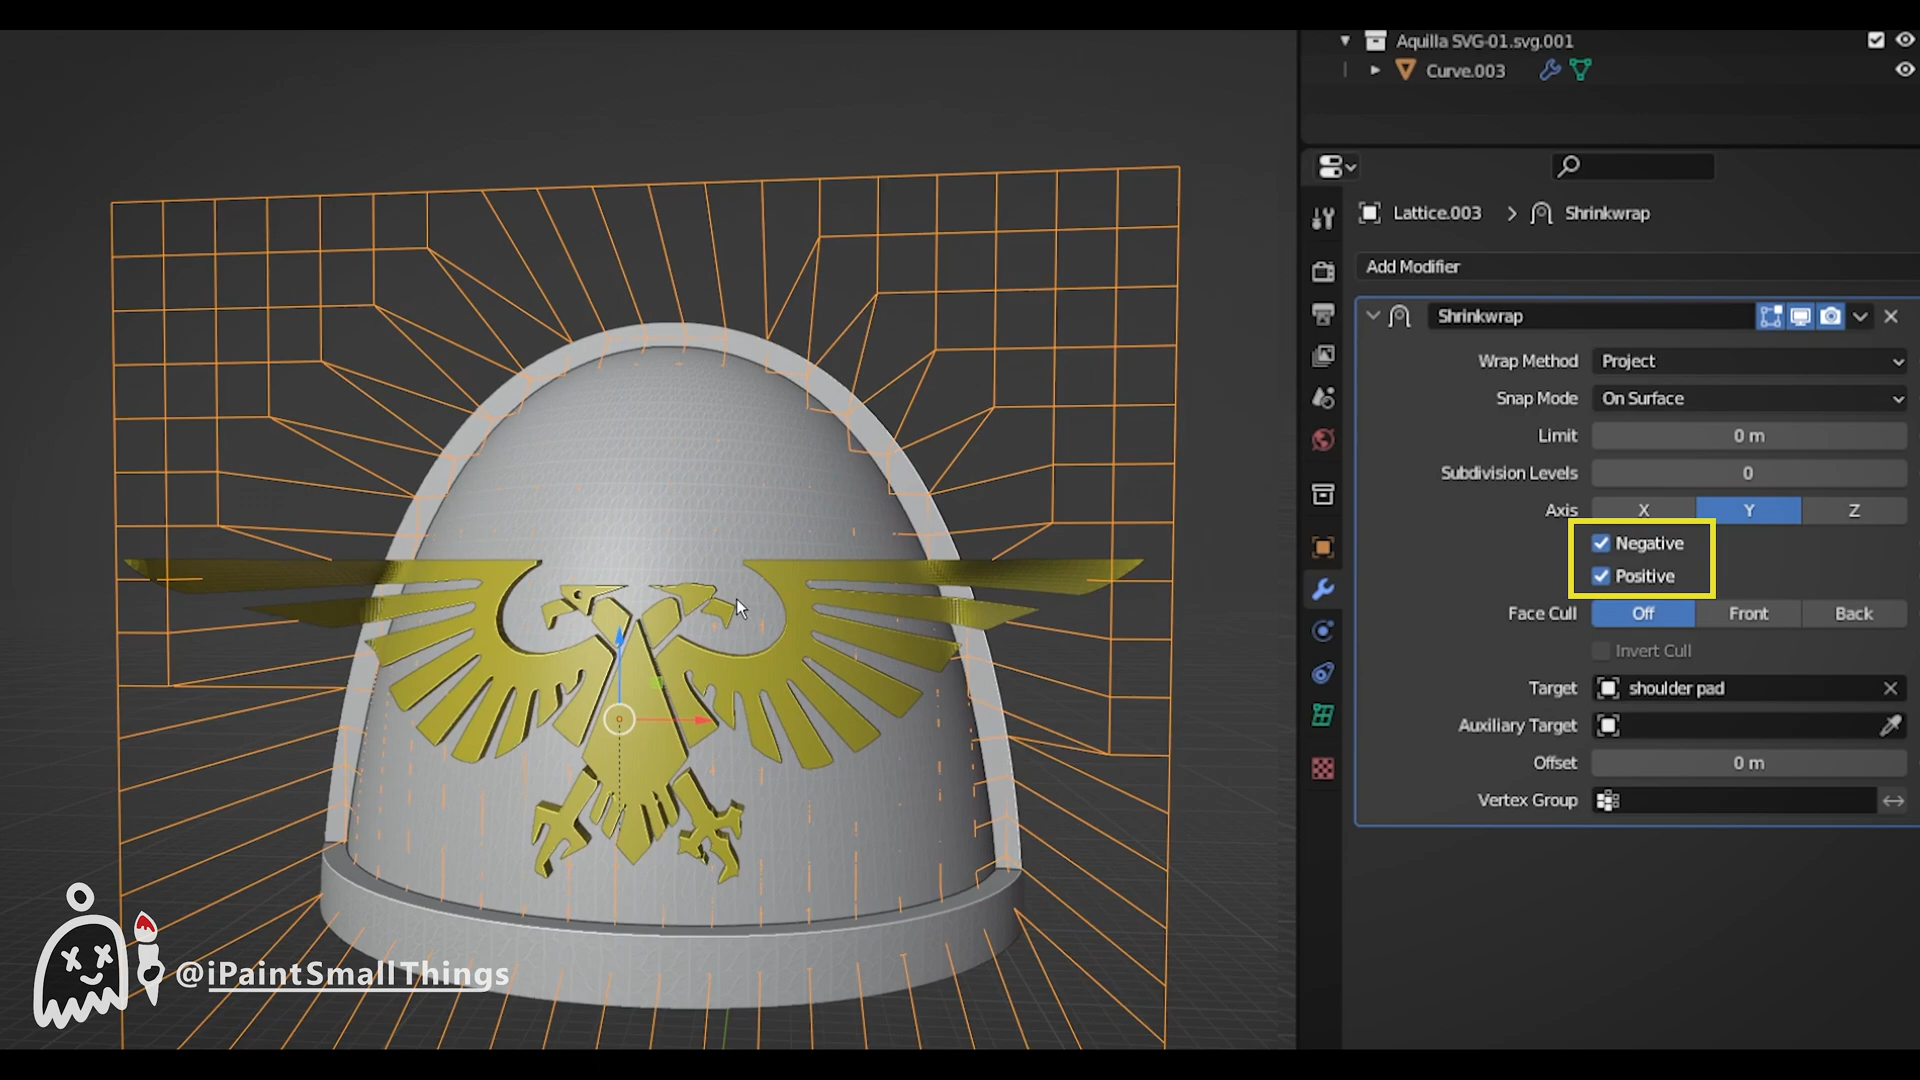 Aquilla SVG-01.svg.001
Curve.003
Lattice.003 > Shrinkwrap
Add Modifier
Shrinkwrap
Wrap Method Project
Snap Mode On Surface
Limit 0 m
Subdivision Levels 0
Axis X Y Z
Negative
Positive
Face Cull Off Front Back
Invert Cull
Target shoulder pad
Auxiliary Target
Offset 0 m
Vertex Group
@iPaintSmallThings